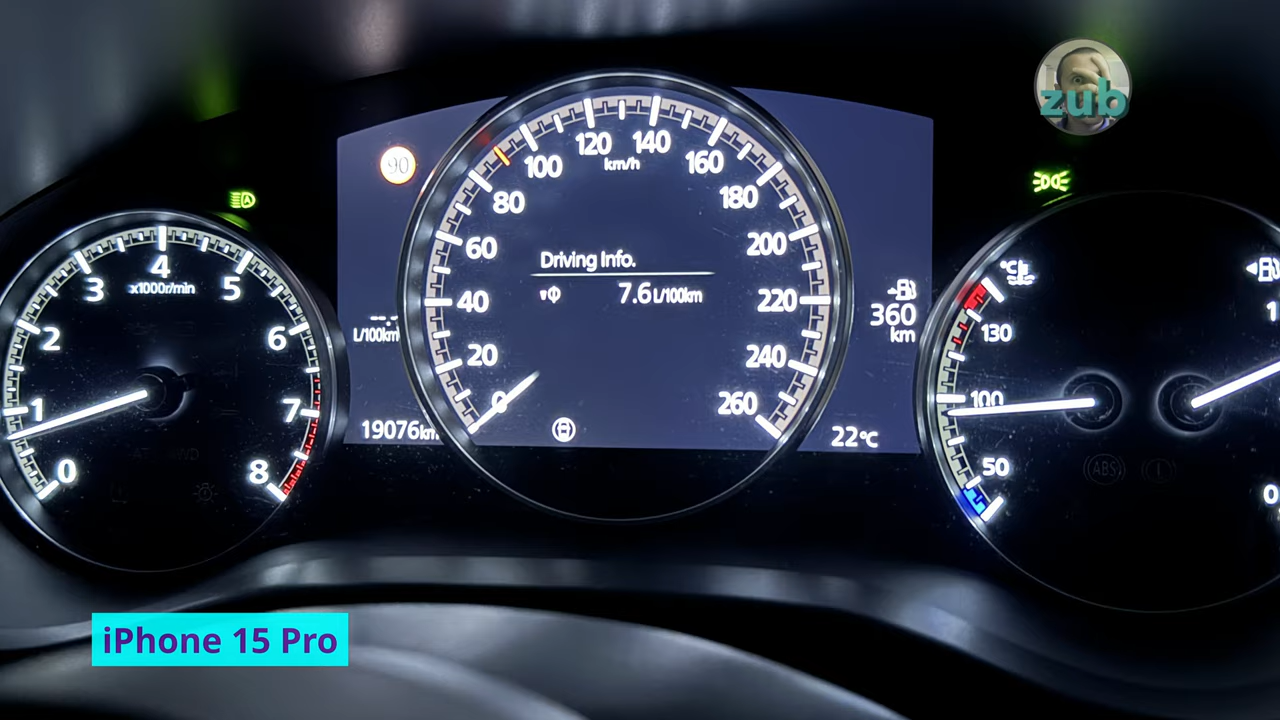 zub
90
x1000r/min
0
1
2
3
4
5
6
7
8
km/h
0
20
40
60
80
100
120
140
160
180
200
220
240
260
Driving Info.
7.6 L/100km
L/100km
19076km
360
km
22°C
°C
130
100
50
ABS
0
iPhone 15 Pro